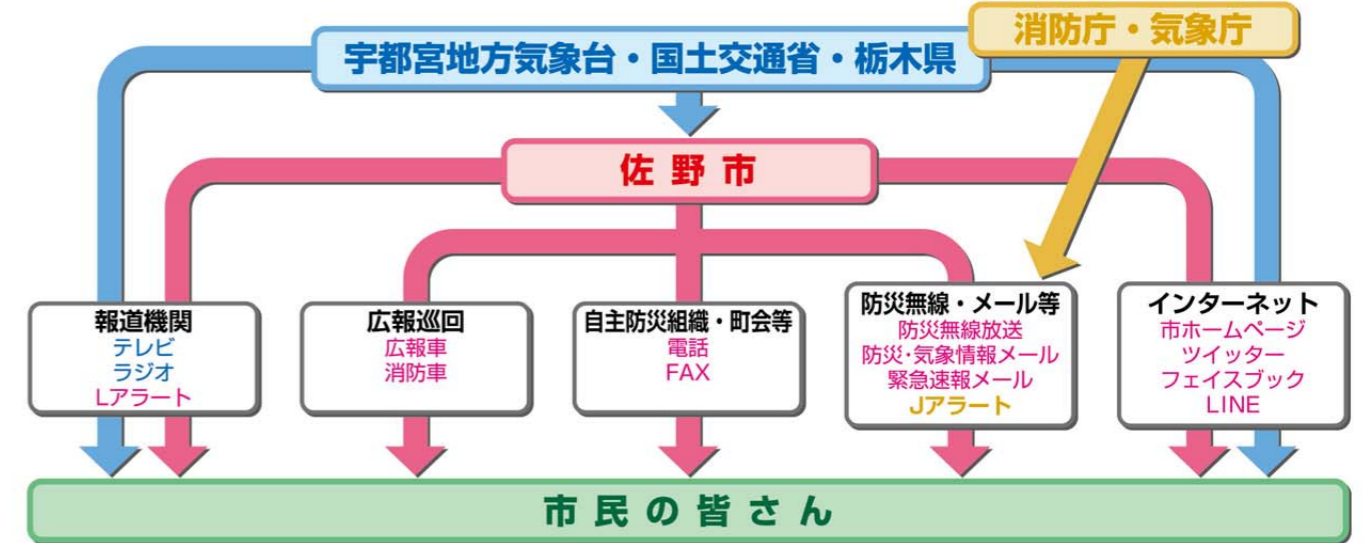 消防庁・気象庁
宇都宮地方気象台・国土交通省・栃木県
佐野市
報道機関
テレビ
ラジオ
Lアラート
広報巡回
広報車
消防車
自主防災組織・町会等
電話
FAX
防災無線・メール等
防災無線放送
防災・気象情報メール
緊急速報メール
Jアラート
インターネット
市ホームページ
ツイッター
フェイスブック
LINE
市民の皆さん